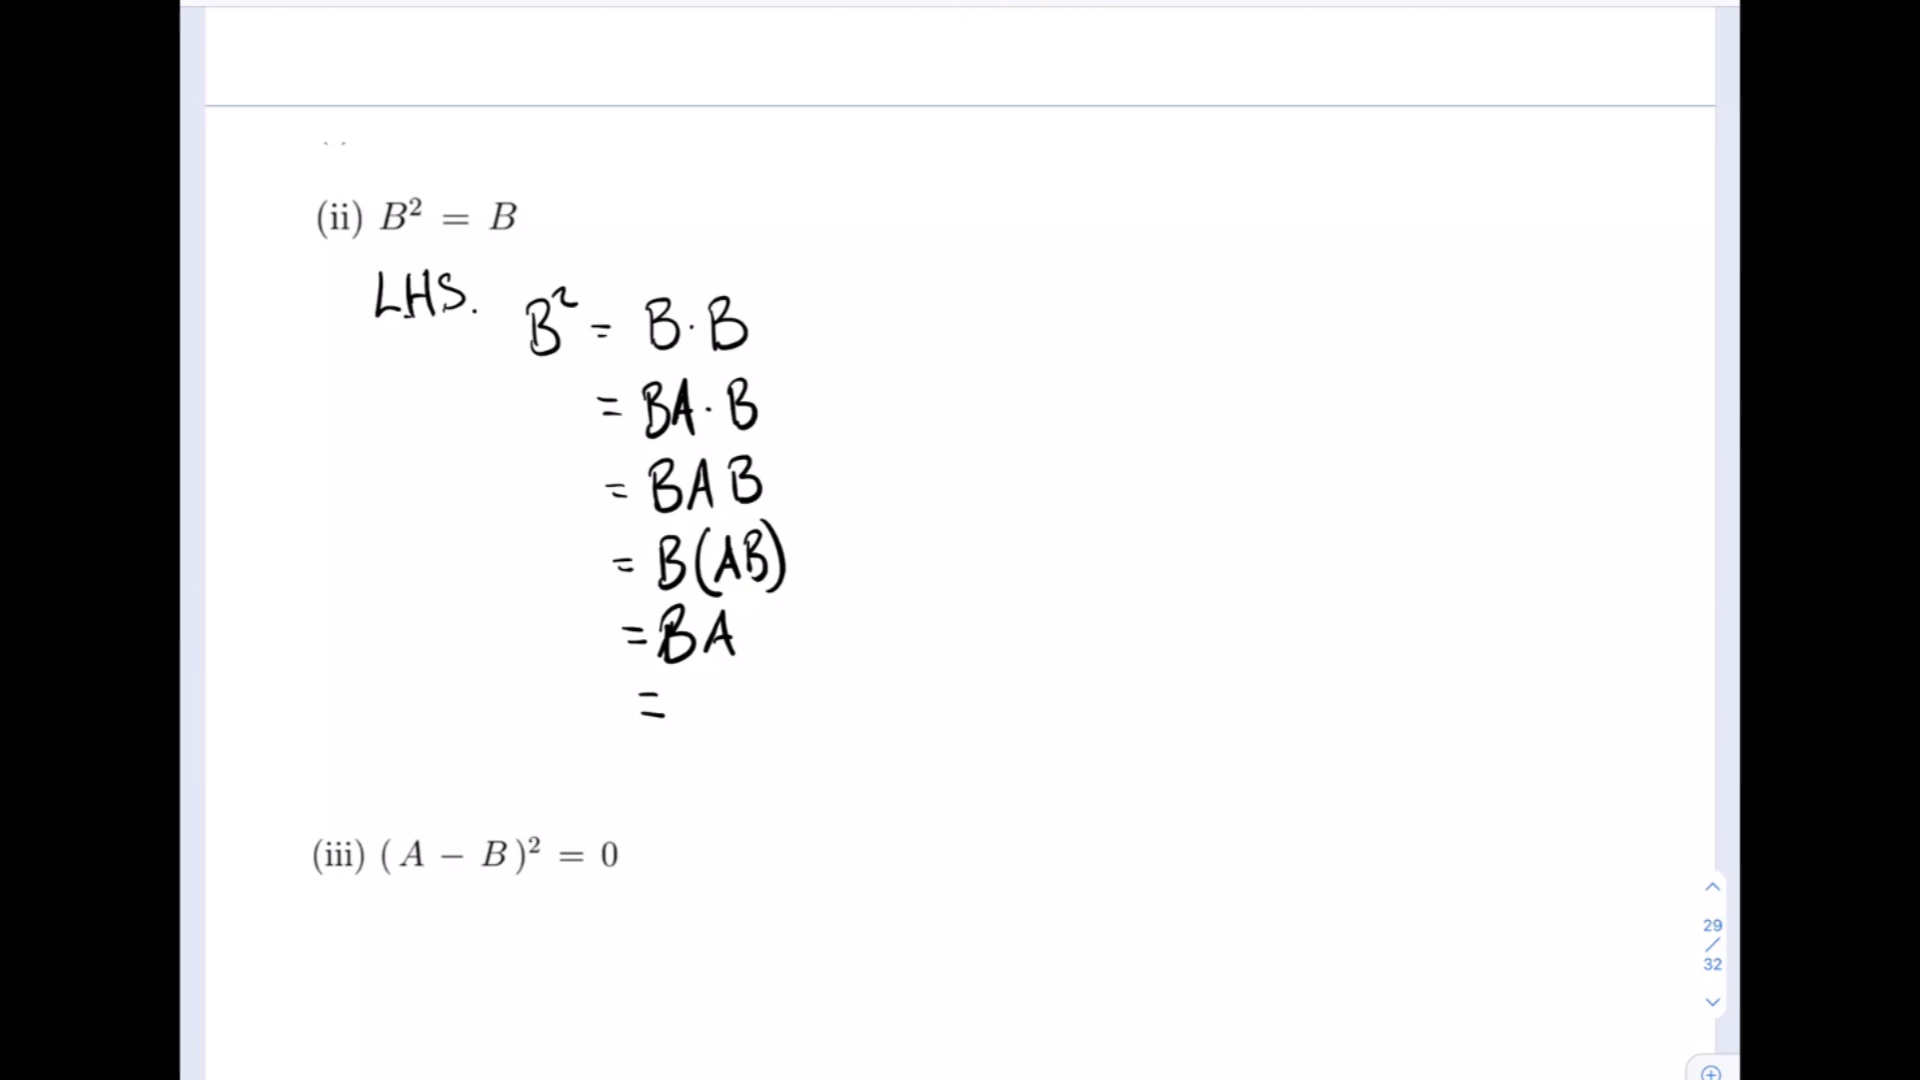 (ii) B² = B
LHS. B² = B·B
= BA·B
= BAB
= B(AB)
= BA
=
(iii) (A − B)² = 0
29
/
32